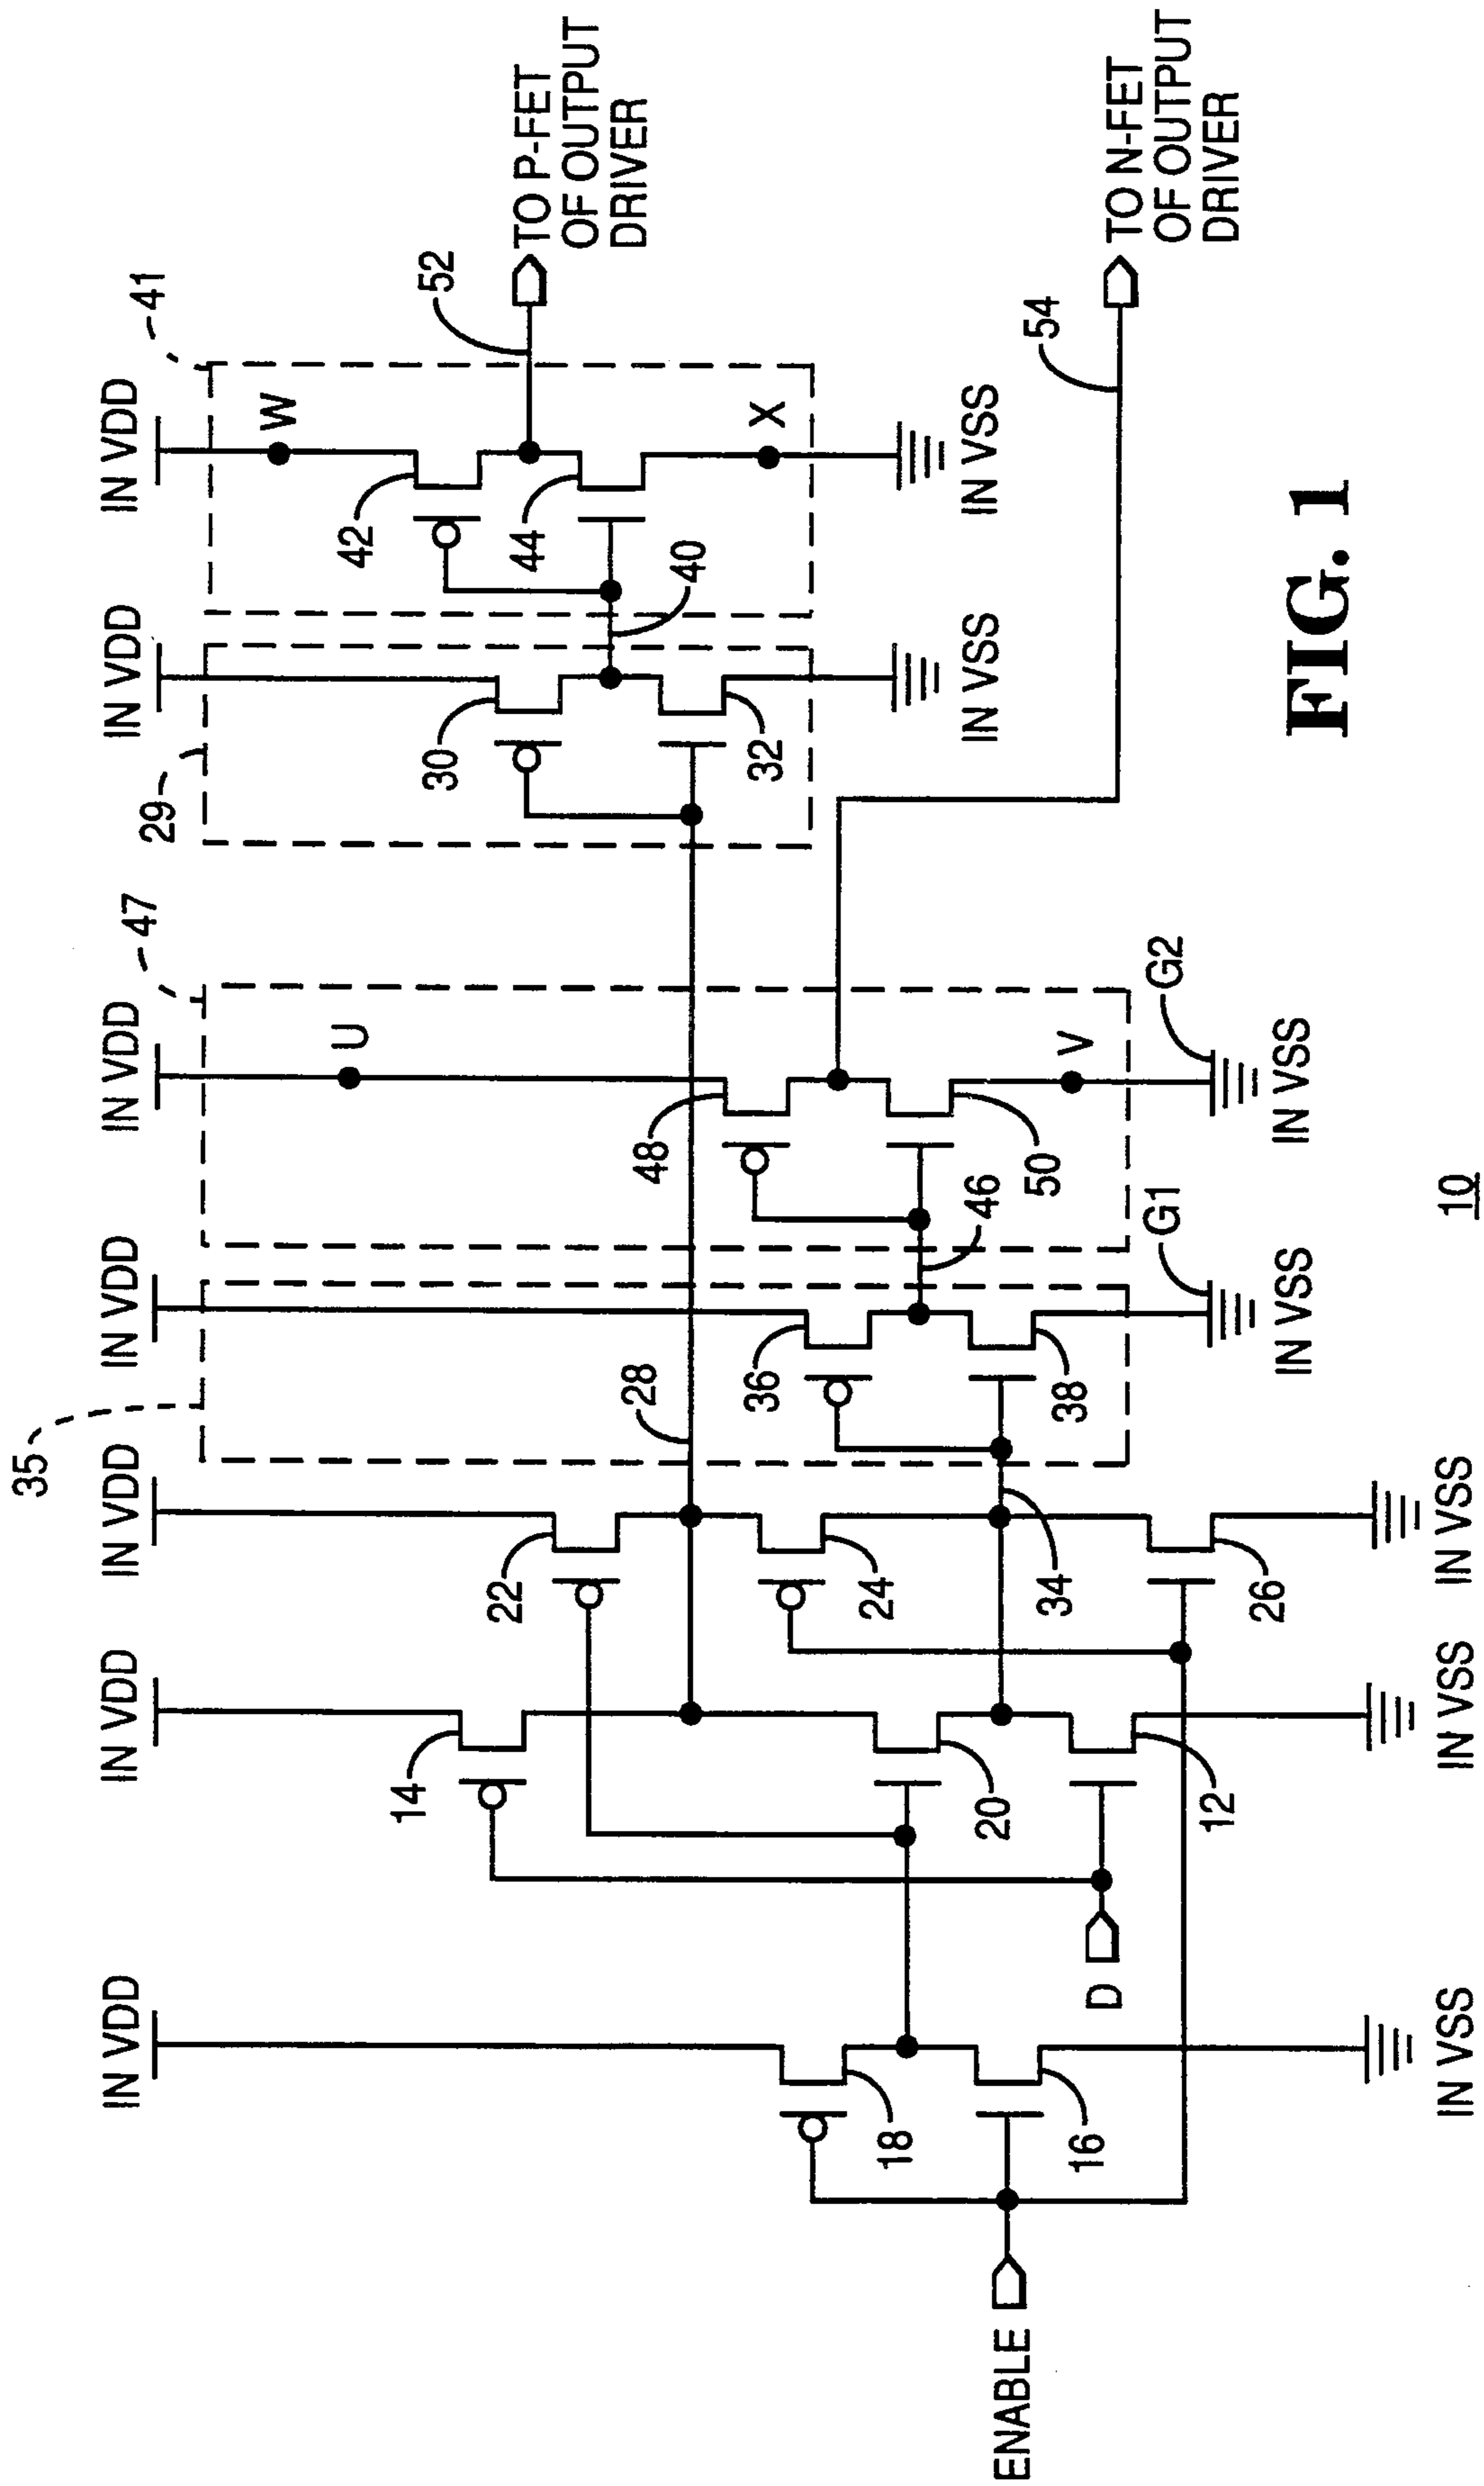 35
47
29
41
IN VDD
IN VDD
IN VDD
IN VDD
IN VDD
IN VDD
IN VDD
U
W
52
TO P-FET
OF OUTPUT
DRIVER
14
22
28
48
30
42
44
40
18
24
36
46
32
X
16
20
34
38
50
V
54
TO N-FET
OF OUTPUT
DRIVER
ENABLE
D
12
26
G1
G2
IN VSS
IN VSS
IN VSS
IN VSS
IN VSS
IN VSS
IN VSS
10
FIG. 1